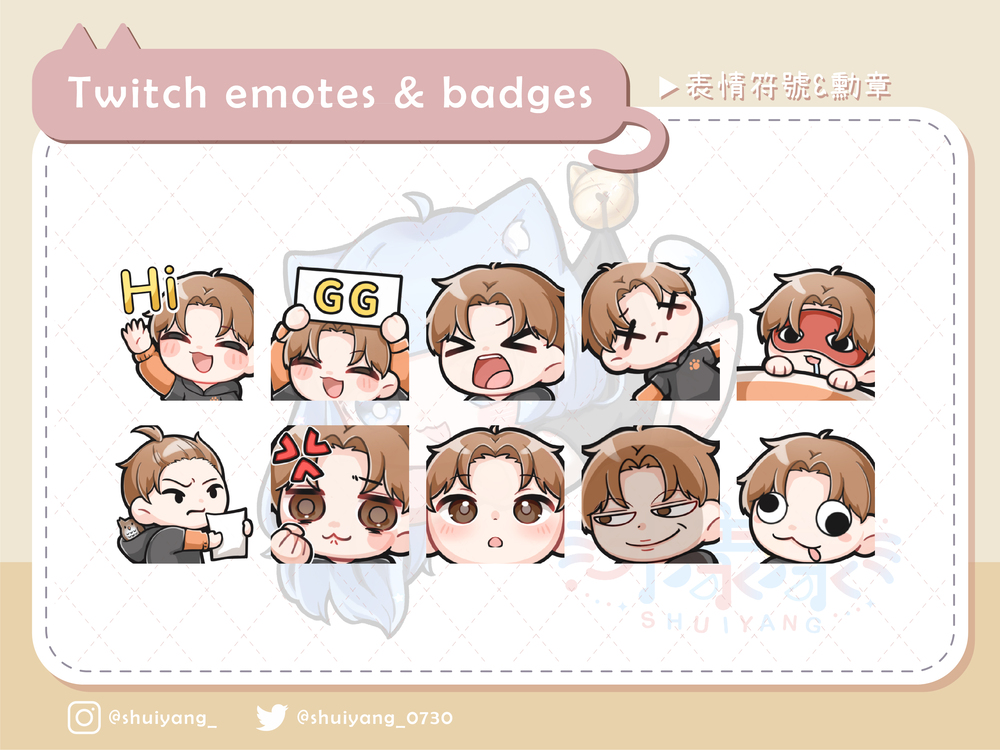 Twitch emotes & badges
▶表情符號&勳章
Hi
GG
SHUIYANG
@shuiyang_
@shuiyang_0730